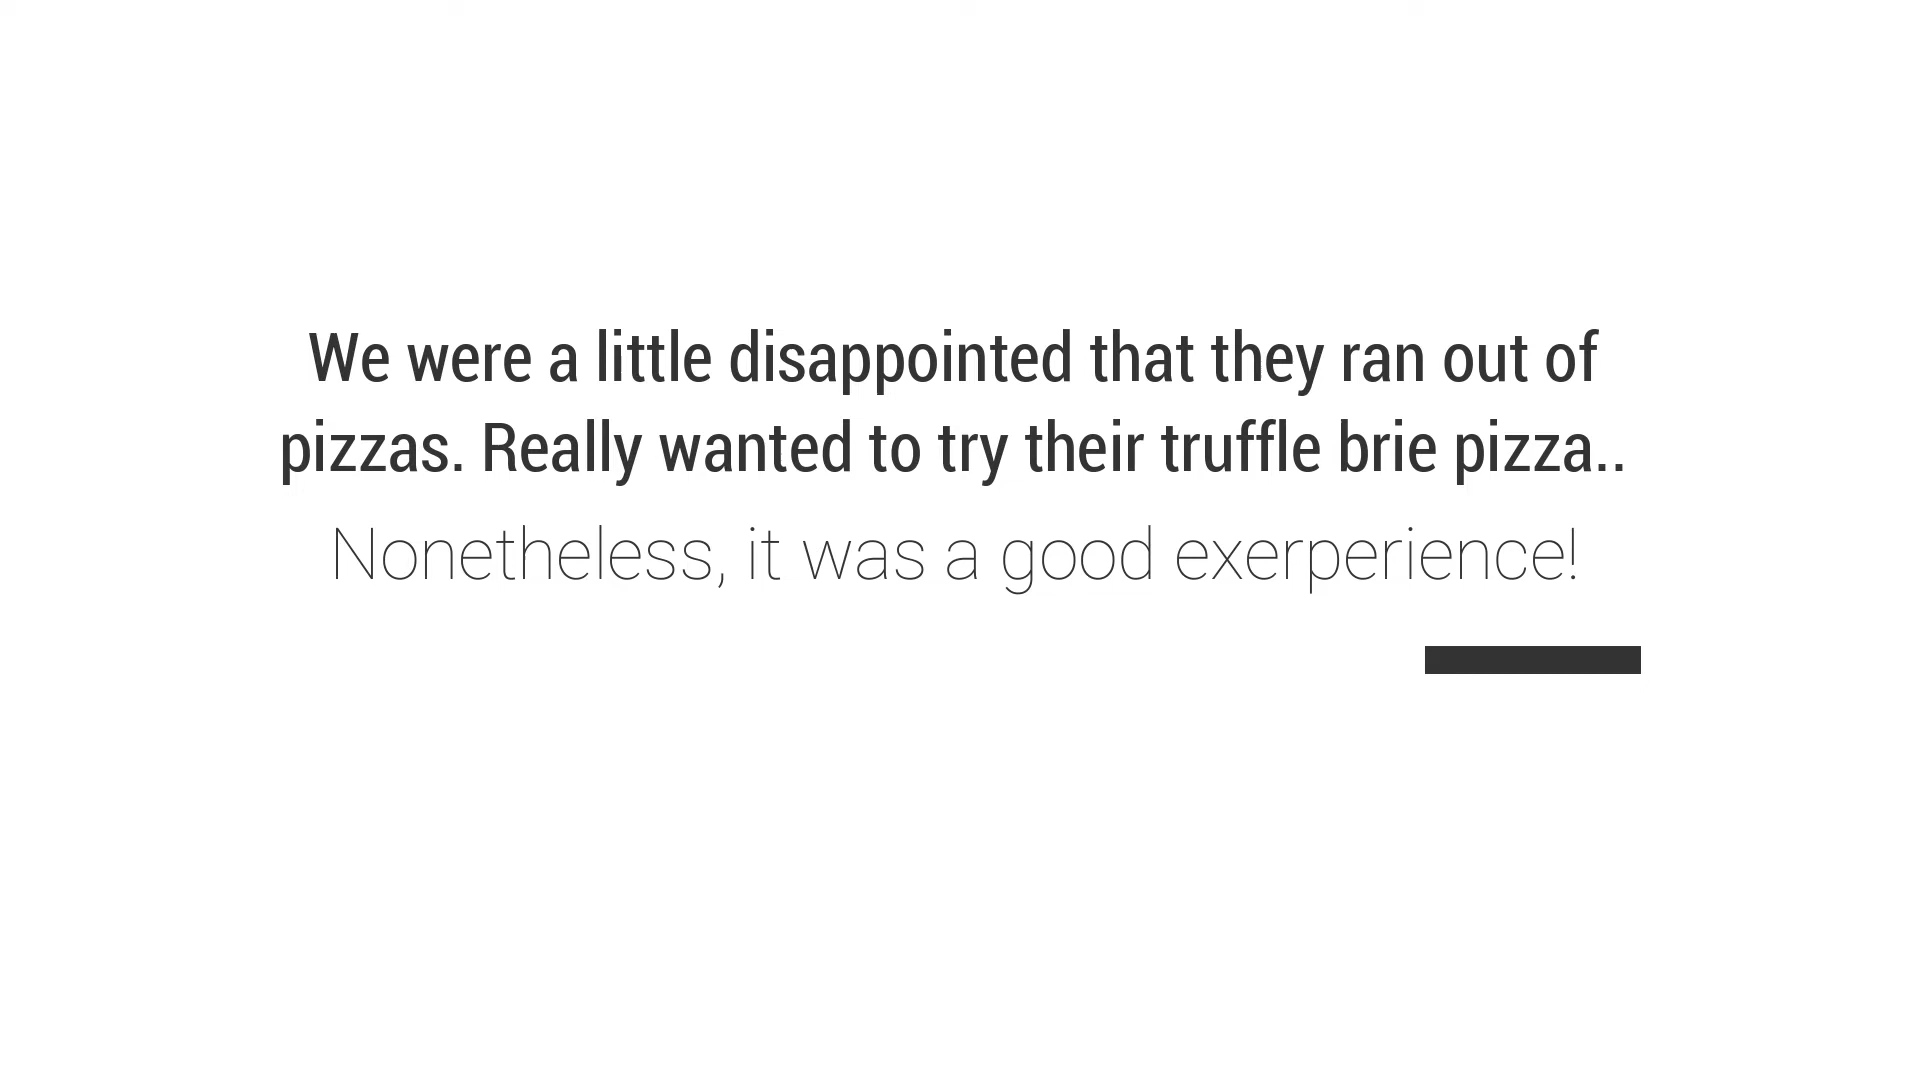 We were a little disappointed that they ran out of
pizzas. Really wanted to try their truffle brie pizza..
Nonetheless, it was a good exerperience!